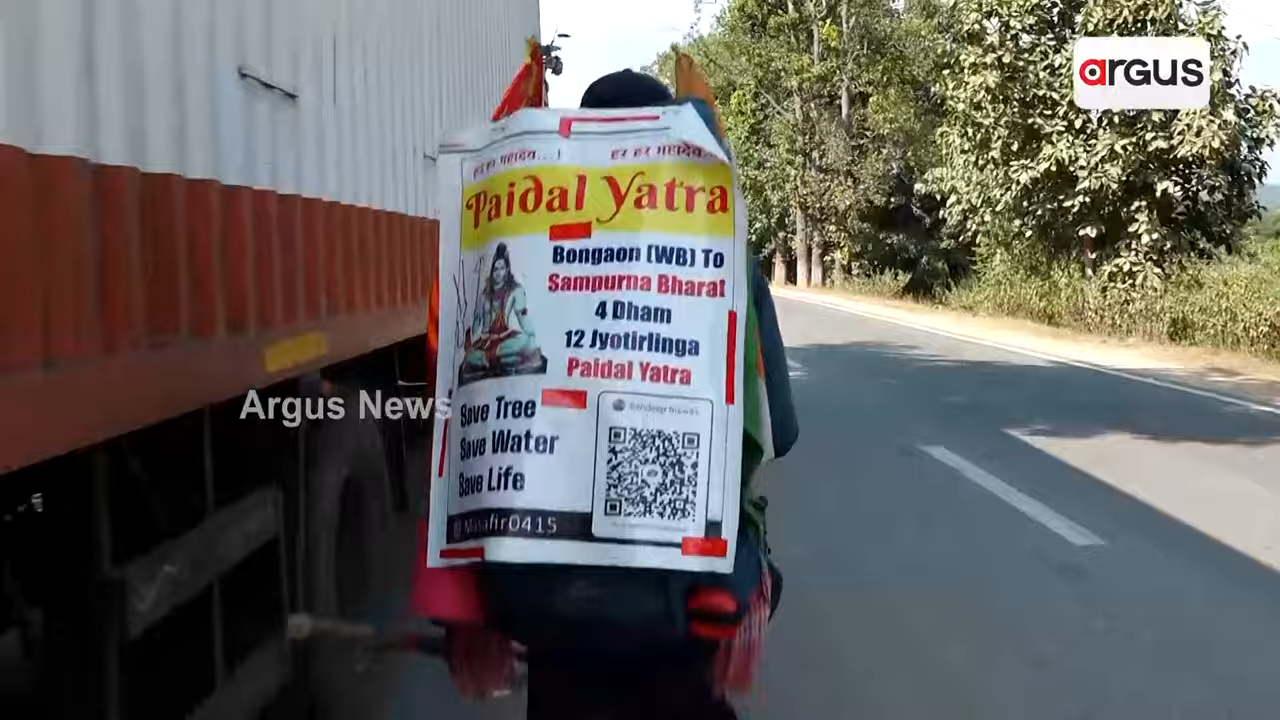 argus
हर हर महादेव...!
हर हर महादेव
Paidal Yatra
Bongaon (WB) To
Sampurna Bharat
4 Dham
12 Jyotirlinga
Paidal Yatra
Save Tree
Save Water
Save Life
Argus News